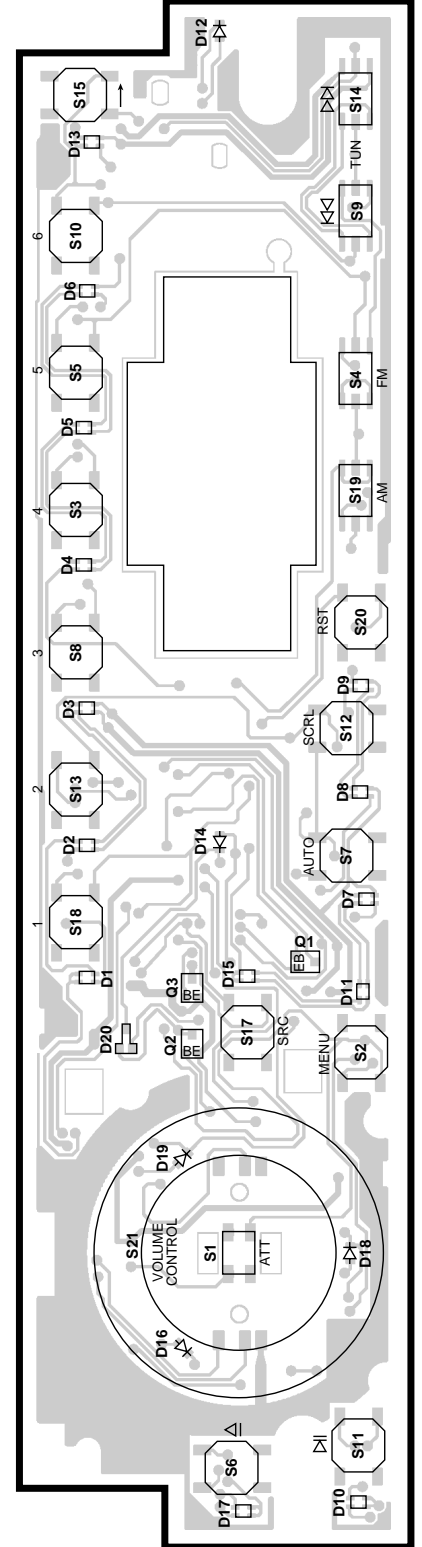 D12
S15
S14
D13
TUN
6
S10
S9
D6
5
S5
S4
FM
D5
4
S3
S19
AM
D4
3
S8
RST
S20
D9
D3
SCRL
S12
2
S13
D8
D2
D14
AUTO
S7
1
S18
D7
D1
Q3
BE
D15
Q1
EB
D11
D20
Q2
BE
S17
SRC
MENU
S2
D19
S21
VOLUME
CONTROL
S1
ATT
D18
D16
S6
S11
D17
D10